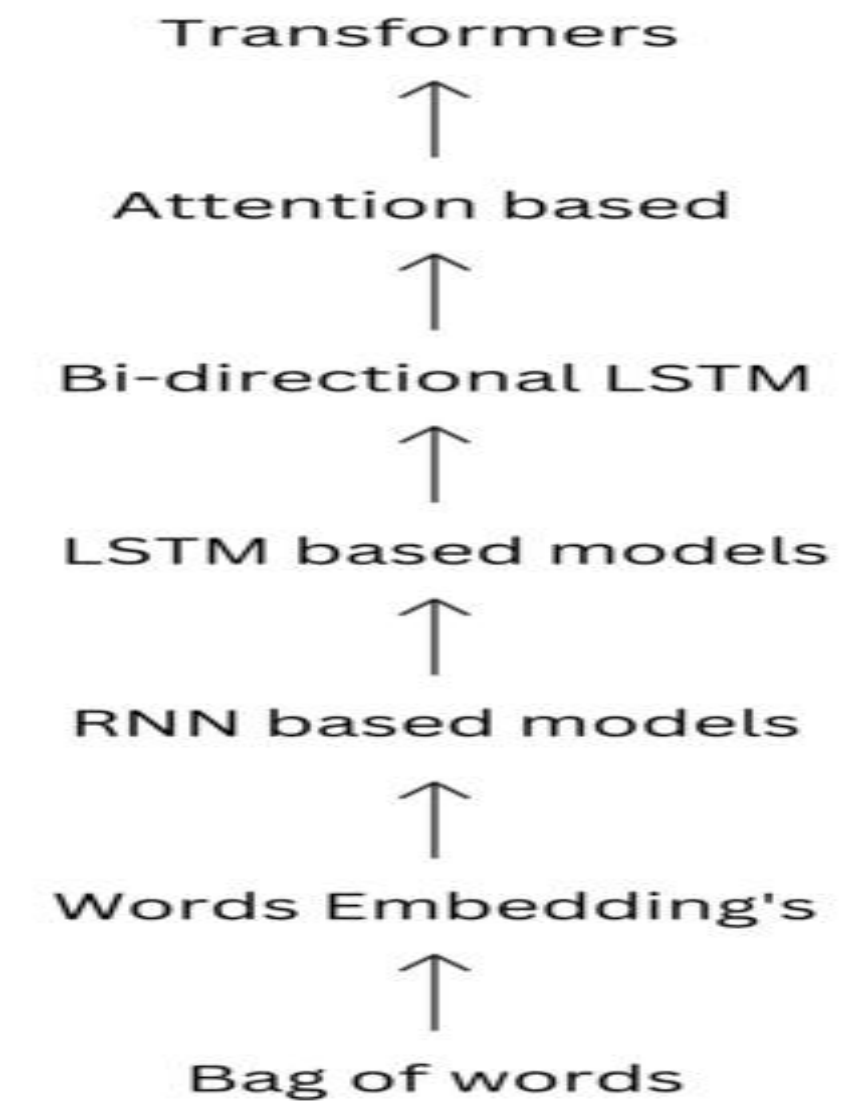 Transformers
Attention based
Bi-directional LSTM
LSTM based models
RNN based models
Words Embedding's
Bag of words